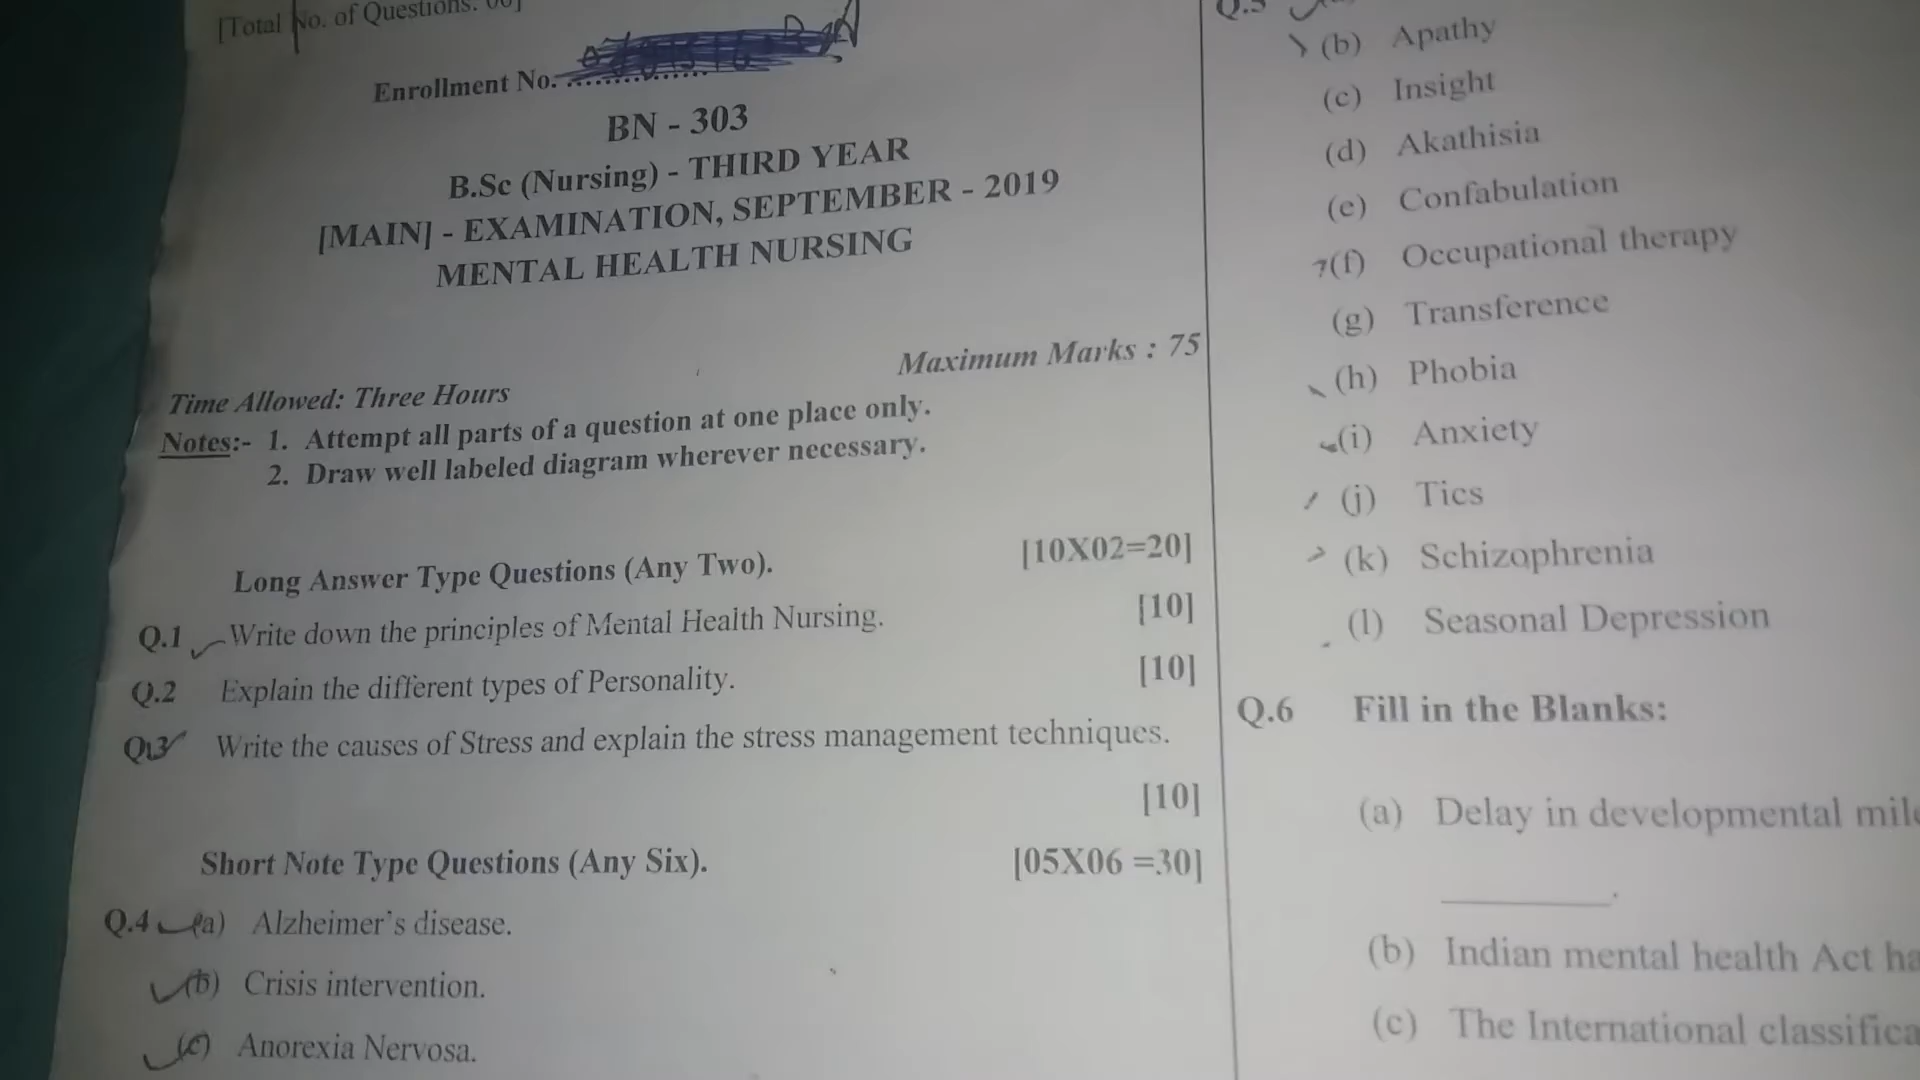 [Total No. of Questions: 06]
Enrollment No.
BN - 303
B.Sc (Nursing) - THIRD YEAR
[MAIN] - EXAMINATION, SEPTEMBER - 2019
MENTAL HEALTH NURSING
Maximum Marks : 75
Time Allowed: Three Hours
Notes:- 1. Attempt all parts of a question at one place only.
2. Draw well labeled diagram wherever necessary.
Long Answer Type Questions (Any Two). [10X02=20]
Q.1 Write down the principles of Mental Health Nursing. [10]
Q.2 Explain the different types of Personality. [10]
Q.3 Write the causes of Stress and explain the stress management techniques.
[10]
Short Note Type Questions (Any Six). [05X06 =30]
Q.4 (a) Alzheimer's disease.
(b) Crisis intervention.
(c) Anorexia Nervosa.
Q.5
(b) Apathy
(c) Insight
(d) Akathisia
(e) Confabulation
(f) Occupational therapy
(g) Transference
(h) Phobia
(i) Anxiety
(j) Tics
(k) Schizophrenia
(l) Seasonal Depression
Q.6 Fill in the Blanks:
(a) Delay in developmental
(b) Indian mental health Act
(c) The International